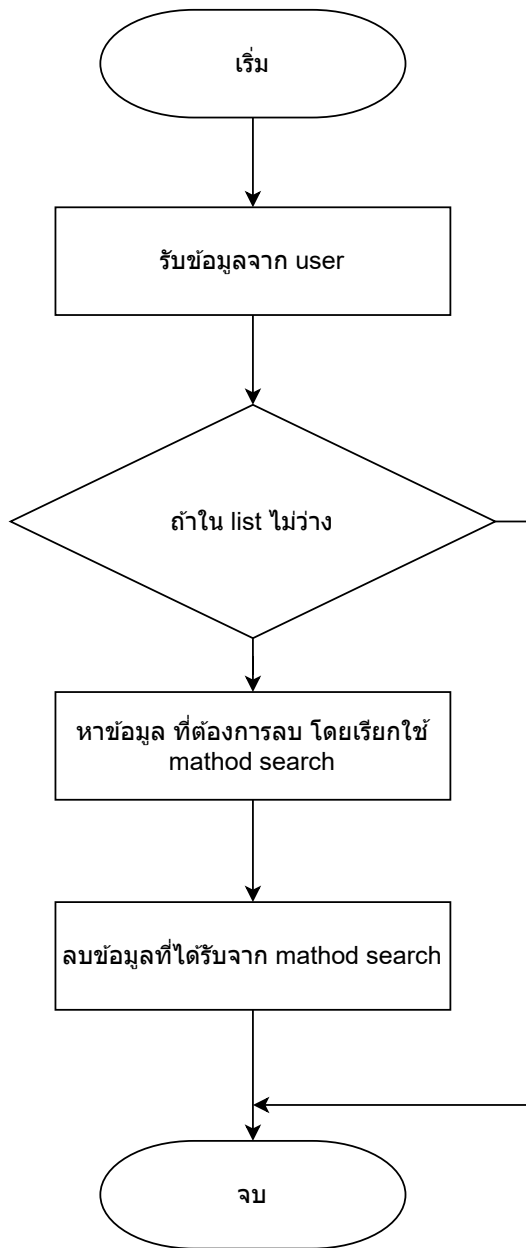 เริ่ม
รับข้อมูลจาก user
ถ้าใน list ไม่ว่าง
หาข้อมูล ที่ต้องการลบ โดยเรียกใช้
mathod search
ลบข้อมูลที่ได้รับจาก mathod search
จบ